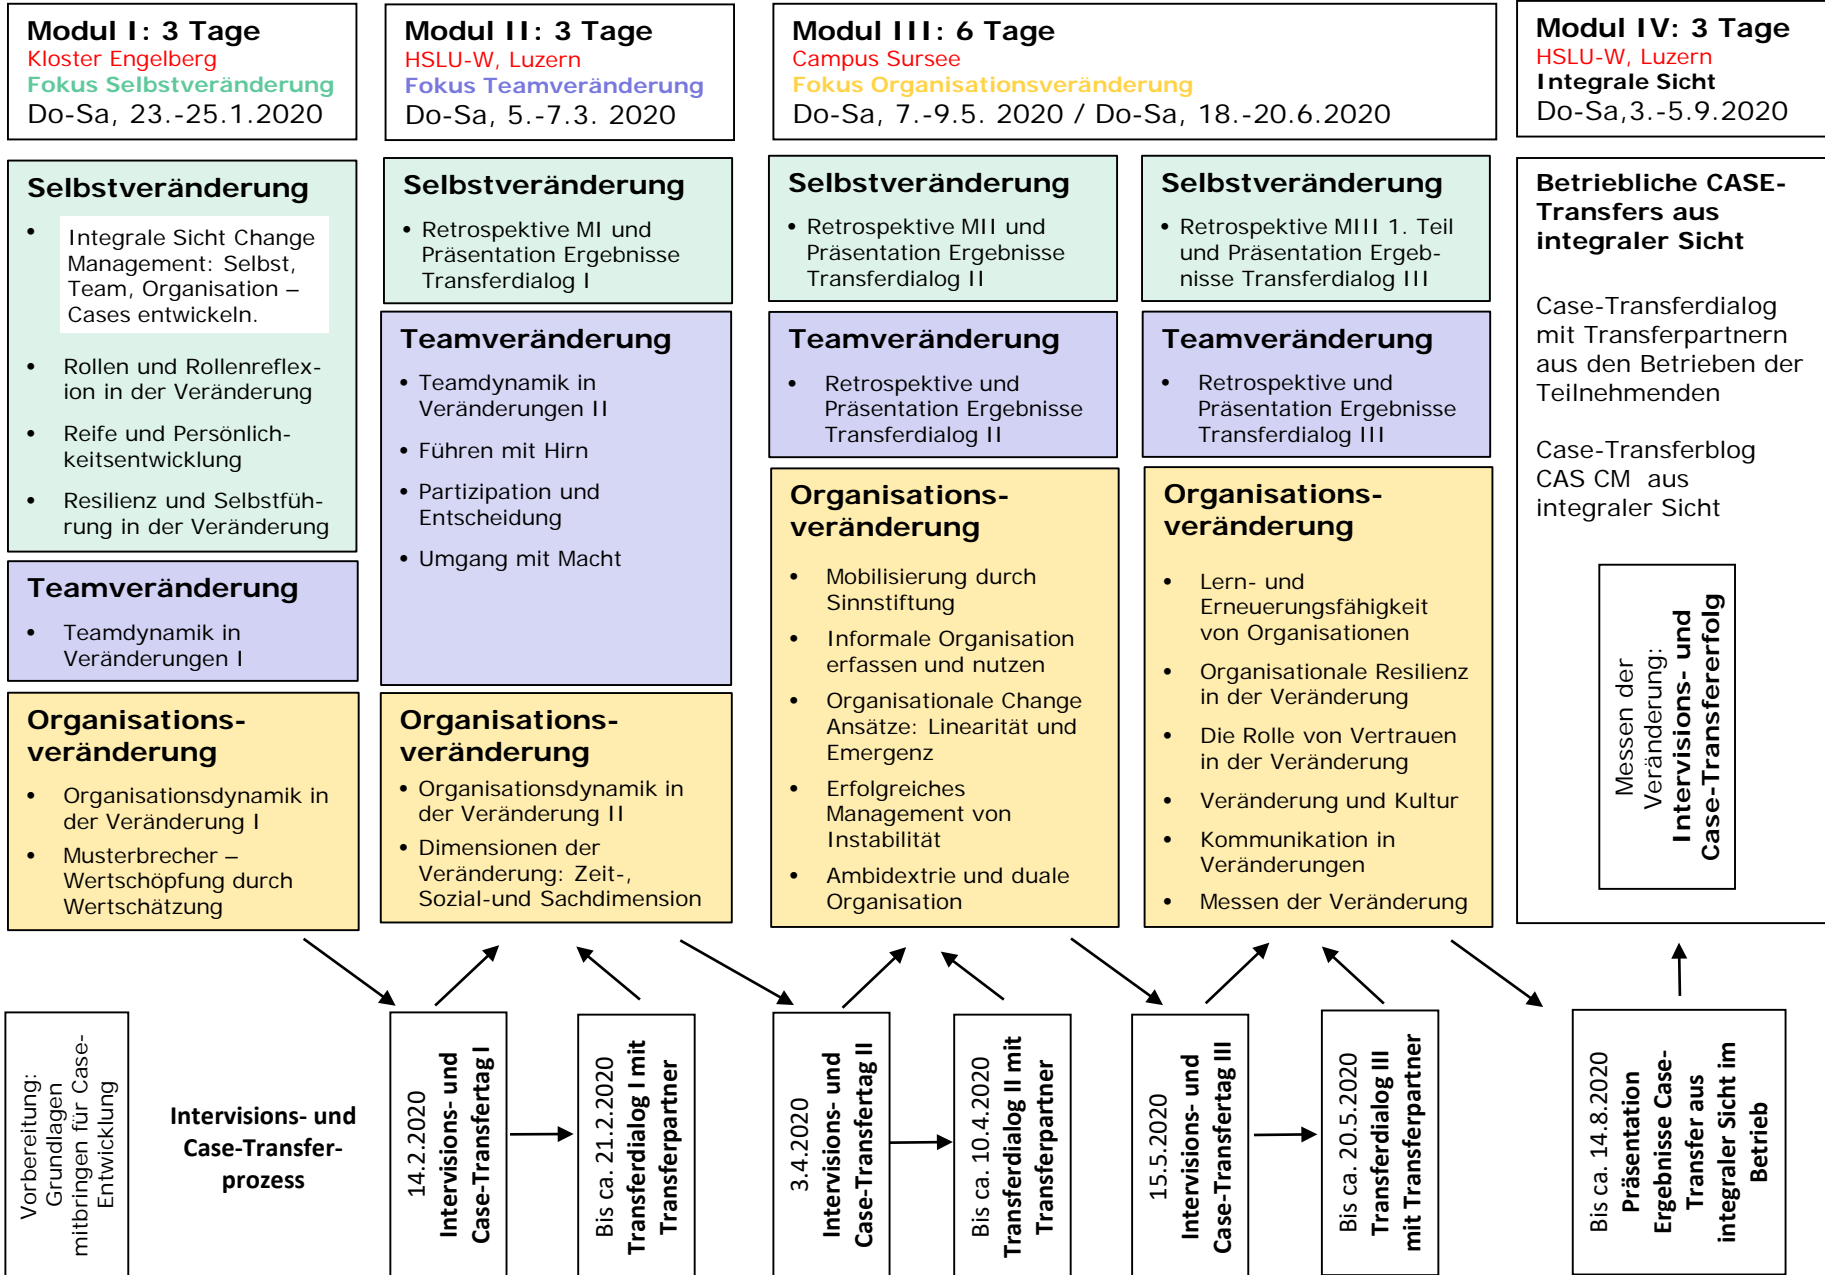 Modul I: 3 Tage
Kloster Engelberg
Fokus Selbstveränderung
Do-Sa, 23.-25.1.2020
Modul II: 3 Tage
HSLU-W, Luzern
Fokus Teamveränderung
Do-Sa, 5.-7.3. 2020
Modul III: 6 Tage
Campus Sursee
Fokus Organisationsveränderung
Do-Sa, 7.-9.5. 2020 / Do-Sa, 18.-20.6.2020
Modul IV: 3 Tage
HSLU-W, Luzern
Integrale Sicht
Do-Sa,3.-5.9.2020
Selbstveränderung
• Integrale Sicht Change
Management: Selbst,
Team, Organisation –
Cases entwickeln.
• Rollen und Rollenreflex-
ion in der Veränderung
• Reife und Persönlich-
keitsentwicklung
• Resilienz und Selbstfüh-
rung in der Veränderung
Teamveränderung
• Teamdynamik in
Veränderungen I
Organisations-
veränderung
• Organisationsdynamik in
der Veränderung I
• Musterbrecher –
Wertschöpfung durch
Wertschätzung
Selbstveränderung
• Retrospektive MI und
Präsentation Ergebnisse
Transferdialog I
Teamveränderung
• Teamdynamik in
Veränderungen II
• Führen mit Hirn
• Partizipation und
Entscheidung
• Umgang mit Macht
Organisations-
veränderung
• Organisationsdynamik in
der Veränderung II
• Dimensionen der
Veränderung: Zeit-,
Sozial-und Sachdimension
Selbstveränderung
• Retrospektive MII und
Präsentation Ergebnisse
Transferdialog II
Teamveränderung
• Retrospektive und
Präsentation Ergebnisse
Transferdialog II
Organisations-
veränderung
• Mobilisierung durch
Sinnstiftung
• Informale Organisation
erfassen und nutzen
• Organisationale Change
Ansätze: Linearität und
Emergenz
• Erfolgreiches
Management von
Instabilität
• Ambidextrie und duale
Organisation
Selbstveränderung
• Retrospektive MIII 1. Teil
und Präsentation Ergeb-
nisse Transferdialog III
Teamveränderung
• Retrospektive und
Präsentation Ergebnisse
Transferdialog III
Organisations-
veränderung
• Lern- und
Erneuerungsfähigkeit
von Organisationen
• Organisationale Resilienz
in der Veränderung
• Die Rolle von Vertrauen
in der Veränderung
• Veränderung und Kultur
• Kommunikation in
Veränderungen
• Messen der Veränderung
Betriebliche CASE-
Transfers aus
integraler Sicht
Case-Transferdialog
mit Transferpartnern
aus den Betrieben der
Teilnehmenden
Case-Transferblog
CAS CM aus
integraler Sicht
Messen der
Veränderung:
Intervisions- und
Case-Transfererfolg
Vorbereitung:
Grundlagen
mitbringen für Case-
Entwicklung
Intervisions- und
Case-Transfer-
prozess
14.2.2020
Intervisions- und
Case-Transfertag I
Bis ca. 21.2.2020
Transferdialog I mit
Transferpartner
3.4.2020
Intervisions- und
Case-Transfertag II
Bis ca. 10.4.2020
Transferdialog II mit
Transferpartner
15.5.2020
Intervisions- und
Case-Transfertag III
Bis ca. 20.5.2020
Transferdialog III
mit Transferpartner
Bis ca. 14.8.2020
Präsentation
Ergebnisse Case-
Transfer aus
integraler Sicht im
Betrieb